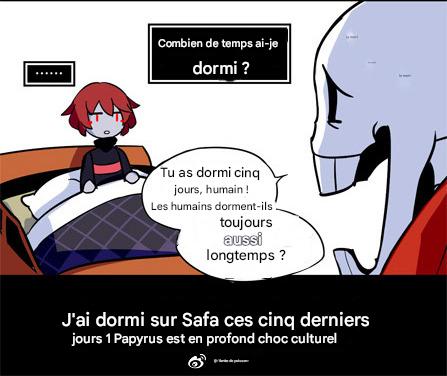 Combien de temps ai-je
dormi ?
......
Tu as dormi cinq
jours, humain !
Les humains dorment-ils
toujours
aussi
longtemps ?
J'ai dormi sur Safa ces cinq derniers
jours 1 Papyrus est en profond choc culturel